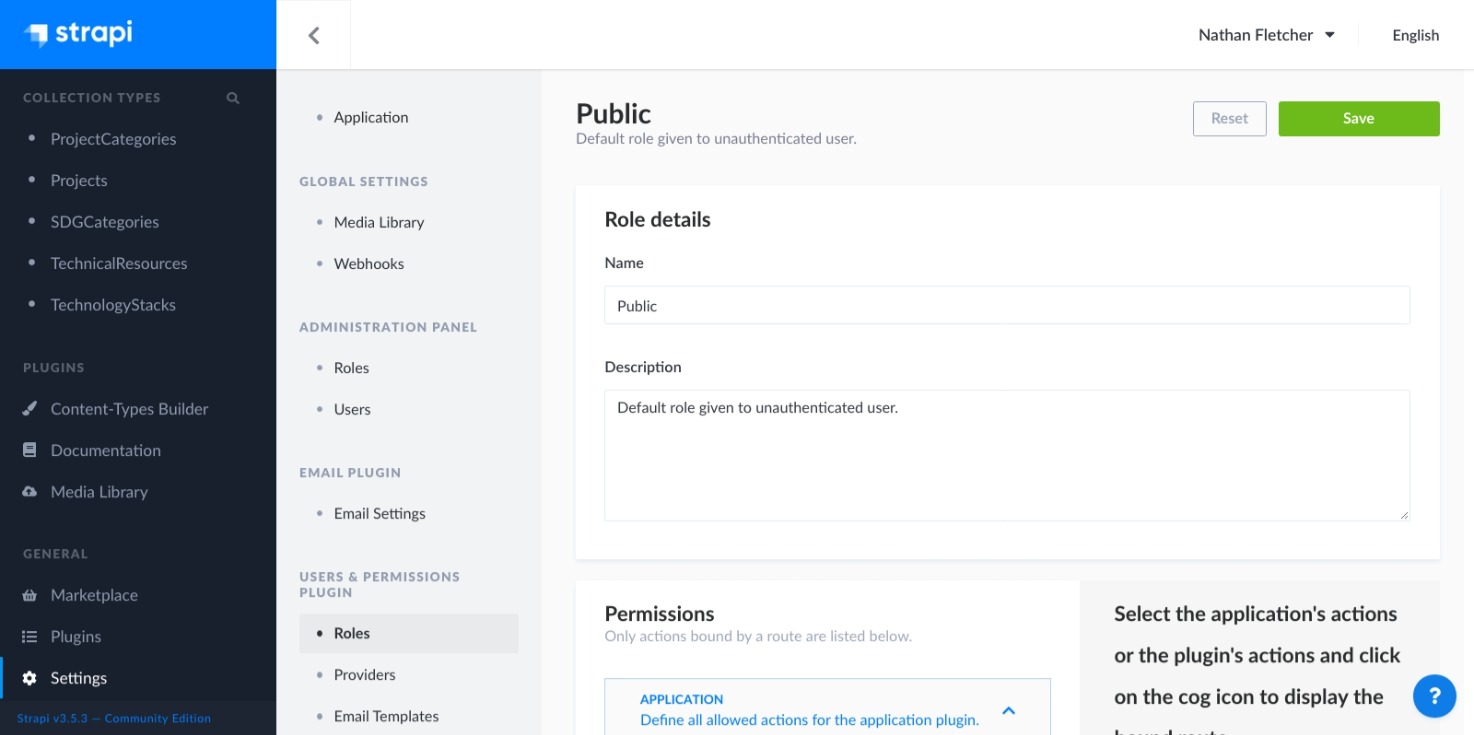 strapi
Nathan Fletcher
English
COLLECTION TYPES
ProjectCategories
Projects
SDGCategories
TechnicalResources
TechnologyStacks
PLUGINS
Content-Types Builder
Documentation
Media Library
GENERAL
Marketplace
Plugins
Settings
Strapi v3.5.3 — Community Edition
Application
GLOBAL SETTINGS
Media Library
Webhooks
ADMINISTRATION PANEL
Roles
Users
EMAIL PLUGIN
Email Settings
USERS & PERMISSIONS
PLUGIN
Roles
Providers
Email Templates
Public
Default role given to unauthenticated user.
Reset
Save
Role details
Name
Public
Description
Default role given to unauthenticated user.
Permissions
Only actions bound by a route are listed below.
APPLICATION
Define all allowed actions for the application plugin.
Select the application's actions
or the plugin's actions and click
on the cog icon to display the
bound route
?